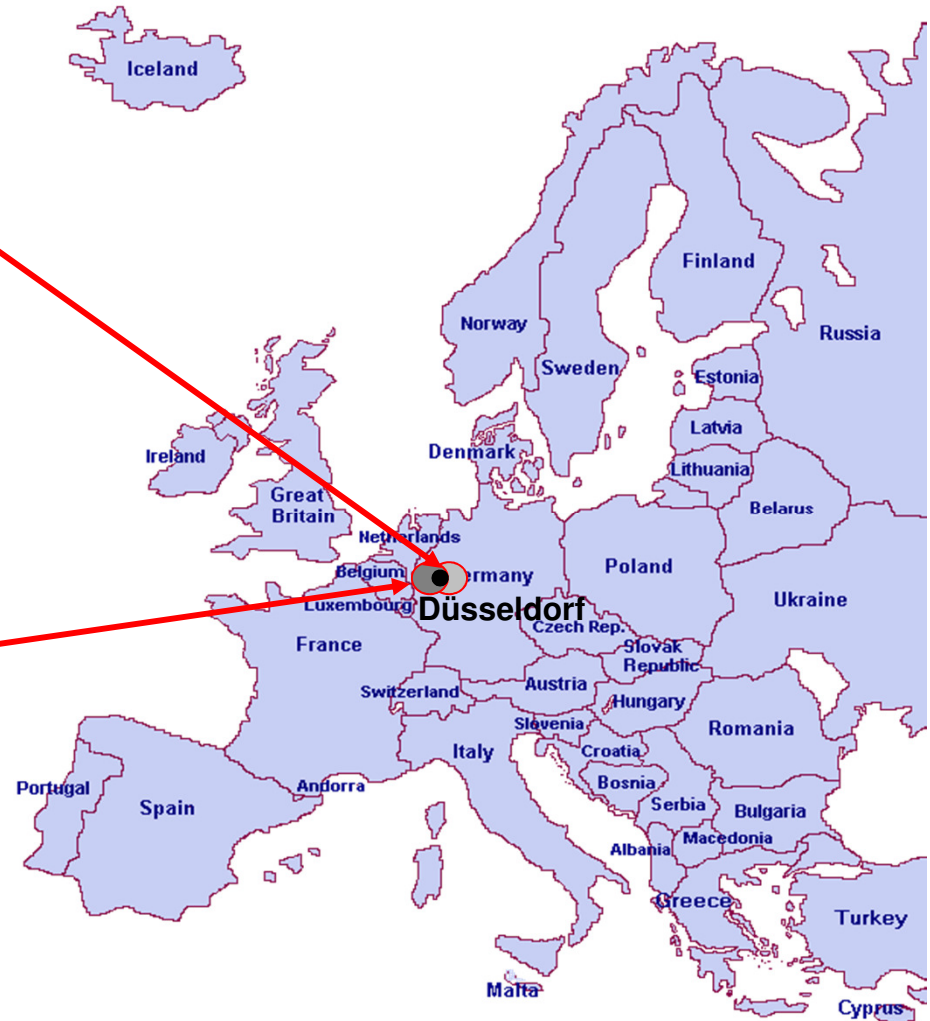 Iceland
Finland
Norway
Russia
Sweden
Estonia
Latvia
Denmark
Ireland
Lithuania
Great
Britain
Belarus
Netherlands
Poland
Belgium
ermany
Ukraine
Luxembourg
Düsseldorf
Czech Rep.
France
Slovak
Republic
Switzerland
Austria
Hungary
Slovenia
Romania
Italy
Croatia
Portugal
Andorra
Bosnia
Spain
Serbia
Bulgaria
Macedonia
Albania
Greece
Turkey
Malta
Cyprus